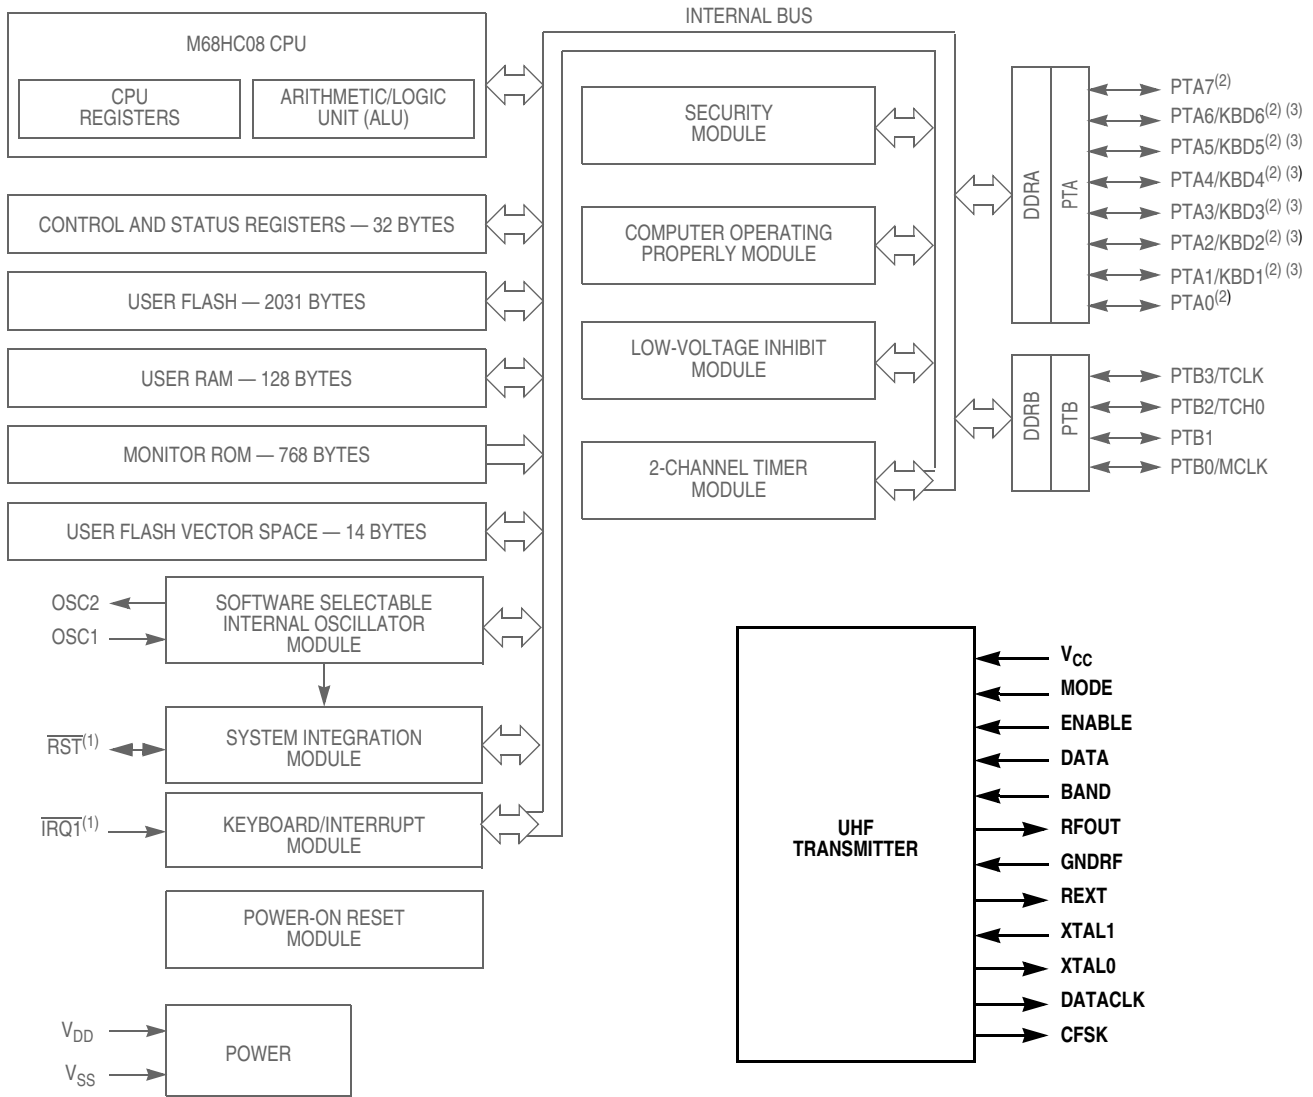 INTERNAL BUS
M68HC08 CPU
CPU
REGISTERS
ARITHMETIC/LOGIC
UNIT (ALU)
CONTROL AND STATUS REGISTERS — 32 BYTES
USER FLASH — 2031 BYTES
USER RAM — 128 BYTES
MONITOR ROM — 768 BYTES
USER FLASH VECTOR SPACE — 14 BYTES
OSC2
OSC1
SOFTWARE SELECTABLE
INTERNAL OSCILLATOR
MODULE
RST(1)
SYSTEM INTEGRATION
MODULE
IRQ1(1)
KEYBOARD/INTERRUPT
MODULE
POWER-ON RESET
MODULE
VDD
VSS
POWER
SECURITY
MODULE
COMPUTER OPERATING
PROPERLY MODULE
LOW-VOLTAGE INHIBIT
MODULE
2-CHANNEL TIMER
MODULE
DDRA
PTA
PTA7(2)
PTA6/KBD6(2) (3)
PTA5/KBD5(2) (3)
PTA4/KBD4(2) (3)
PTA3/KBD3(2) (3)
PTA2/KBD2(2) (3)
PTA1/KBD1(2) (3)
PTA0(2)
DDRB
PTB
PTB3/TCLK
PTB2/TCH0
PTB1
PTB0/MCLK
UHF
TRANSMITTER
VCC
MODE
ENABLE
DATA
BAND
RFOUT
GNDRF
REXT
XTAL1
XTAL0
DATACLK
CFSK